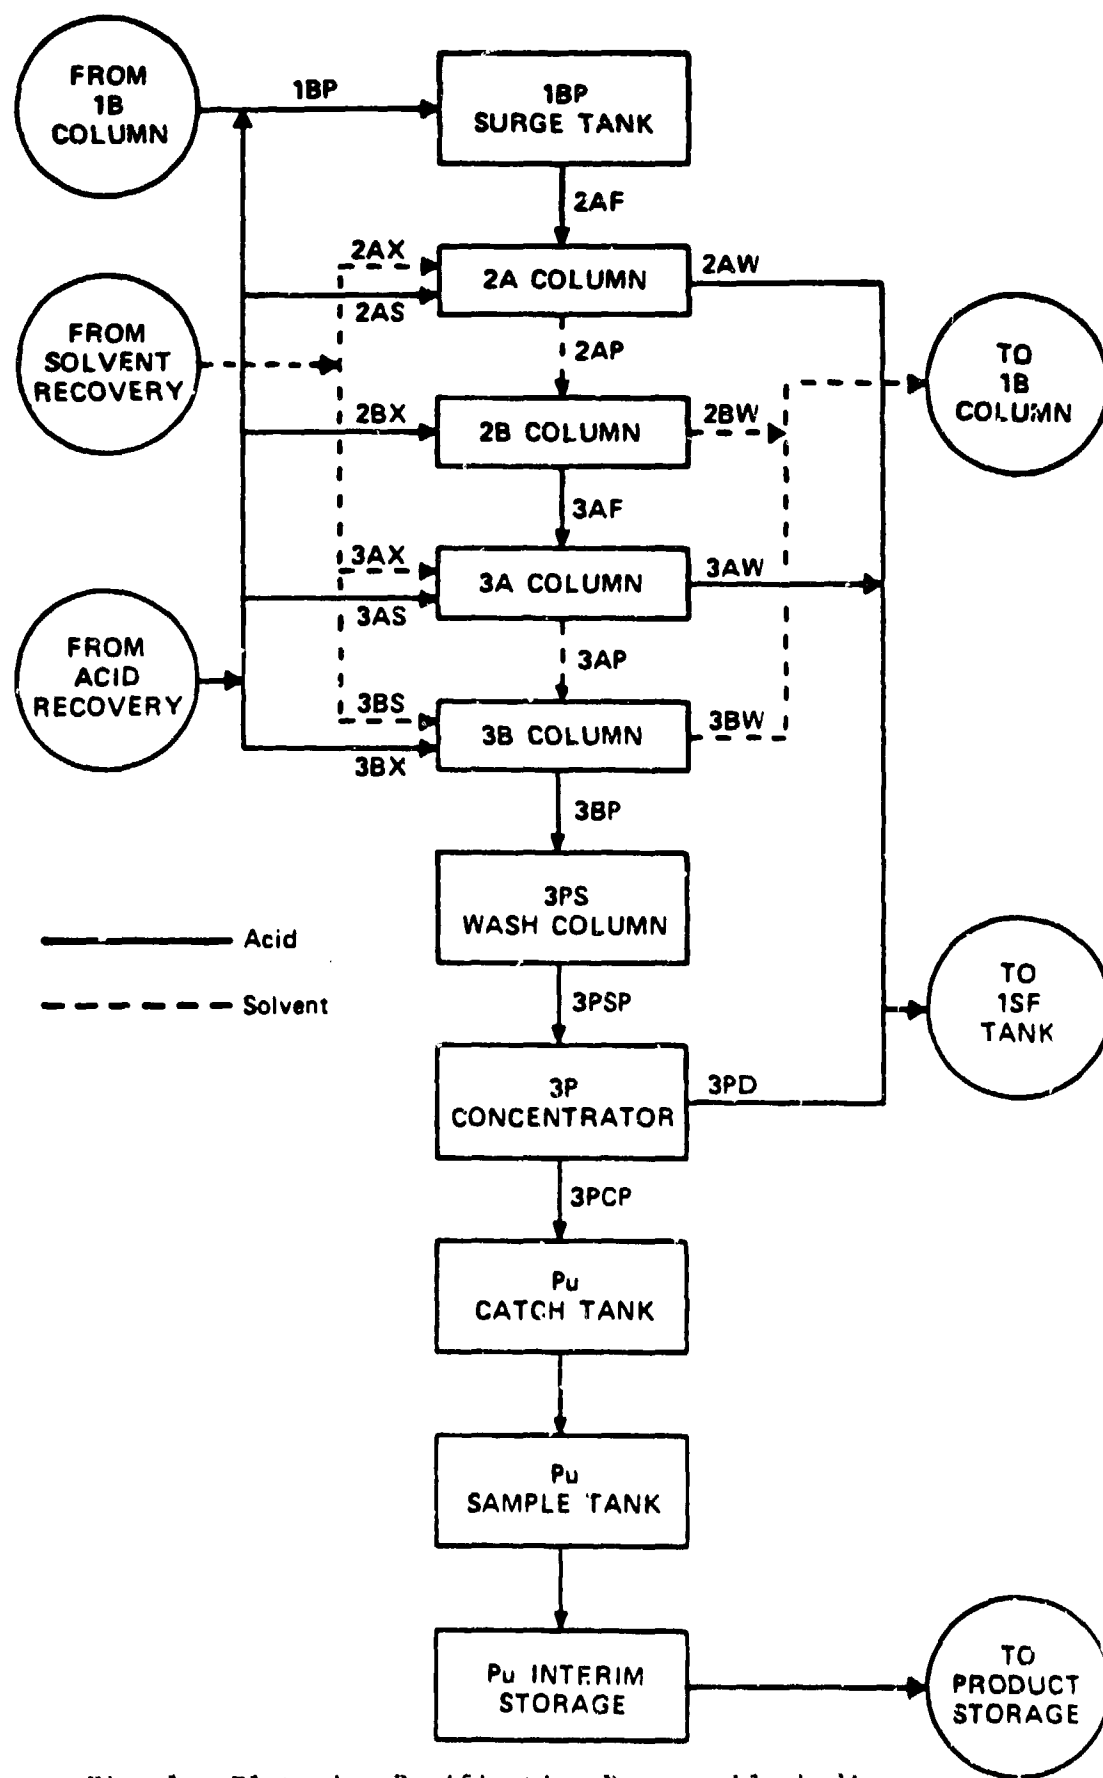 FROM
1B
COLUMN
1BP
1BP
SURGE TANK
2AF
2AX
2A COLUMN
2AW
2AS
FROM
SOLVENT
RECOVERY
2AP
TO
1B
COLUMN
2BX
2B COLUMN
2BW
3AF
3AX
3A COLUMN
3AW
3AS
FROM
ACID
RECOVERY
3AP
3BS
3B COLUMN
3BW
3BX
3BP
3PS
WASH COLUMN
Acid
Solvent
3PSP
TO
1SF
TANK
3P
CONCENTRATOR
3PD
3PCP
Pu
CATCH TANK
Pu
SAMPLE TANK
Pu INTERIM
STORAGE
TO
PRODUCT
STORAGE